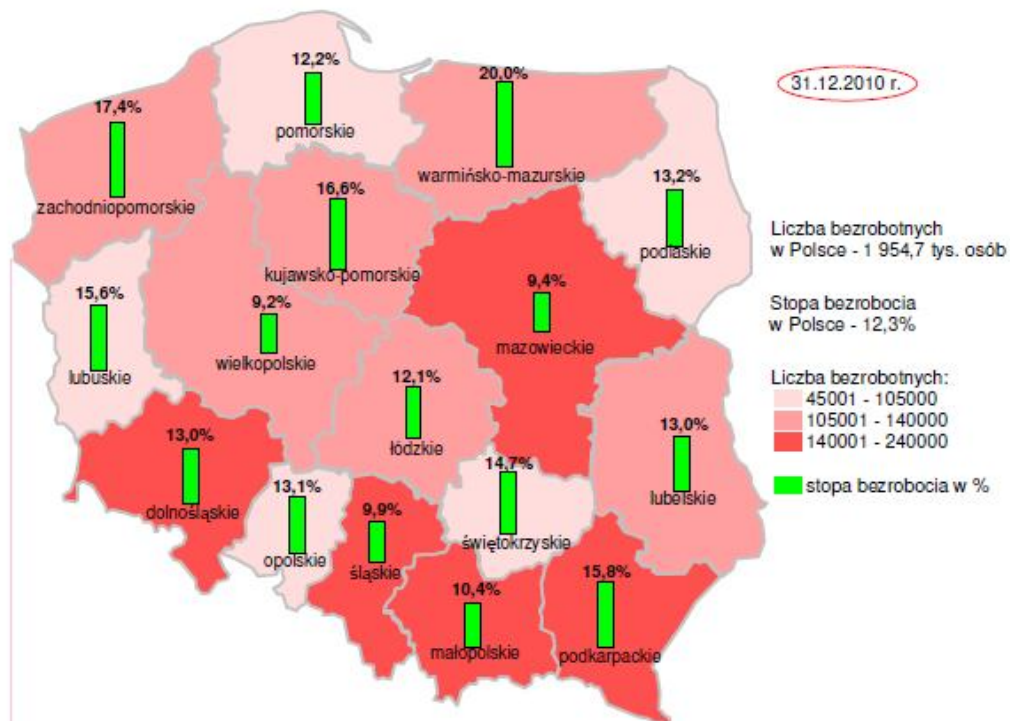 12,2%
pomorskie
20,0%
warmińsko-mazurskie
31.12.2010 r.
17,4%
zachodniopomorskie
16,6%
kujawsko-pomorskie
13,2%
podlaskie
Liczba bezrobotnych
w Polsce - 1 954,7 tys. osób
15,6%
lubuskie
9,2%
wielkopolskie
9,4%
mazowieckie
Stopa bezrobocia
w Polsce - 12,3%
12,1%
łódzkie
Liczba bezrobotnych:
45001 - 105000
105001 - 140000
140001 - 240000
stopa bezrobocia w %
13,0%
dolnośląskie
13,1%
opolskie
9,9%
śląskie
14,7%
świętokrzyskie
13,0%
lubelskie
10,4%
małopolskie
15,8%
podkarpackie